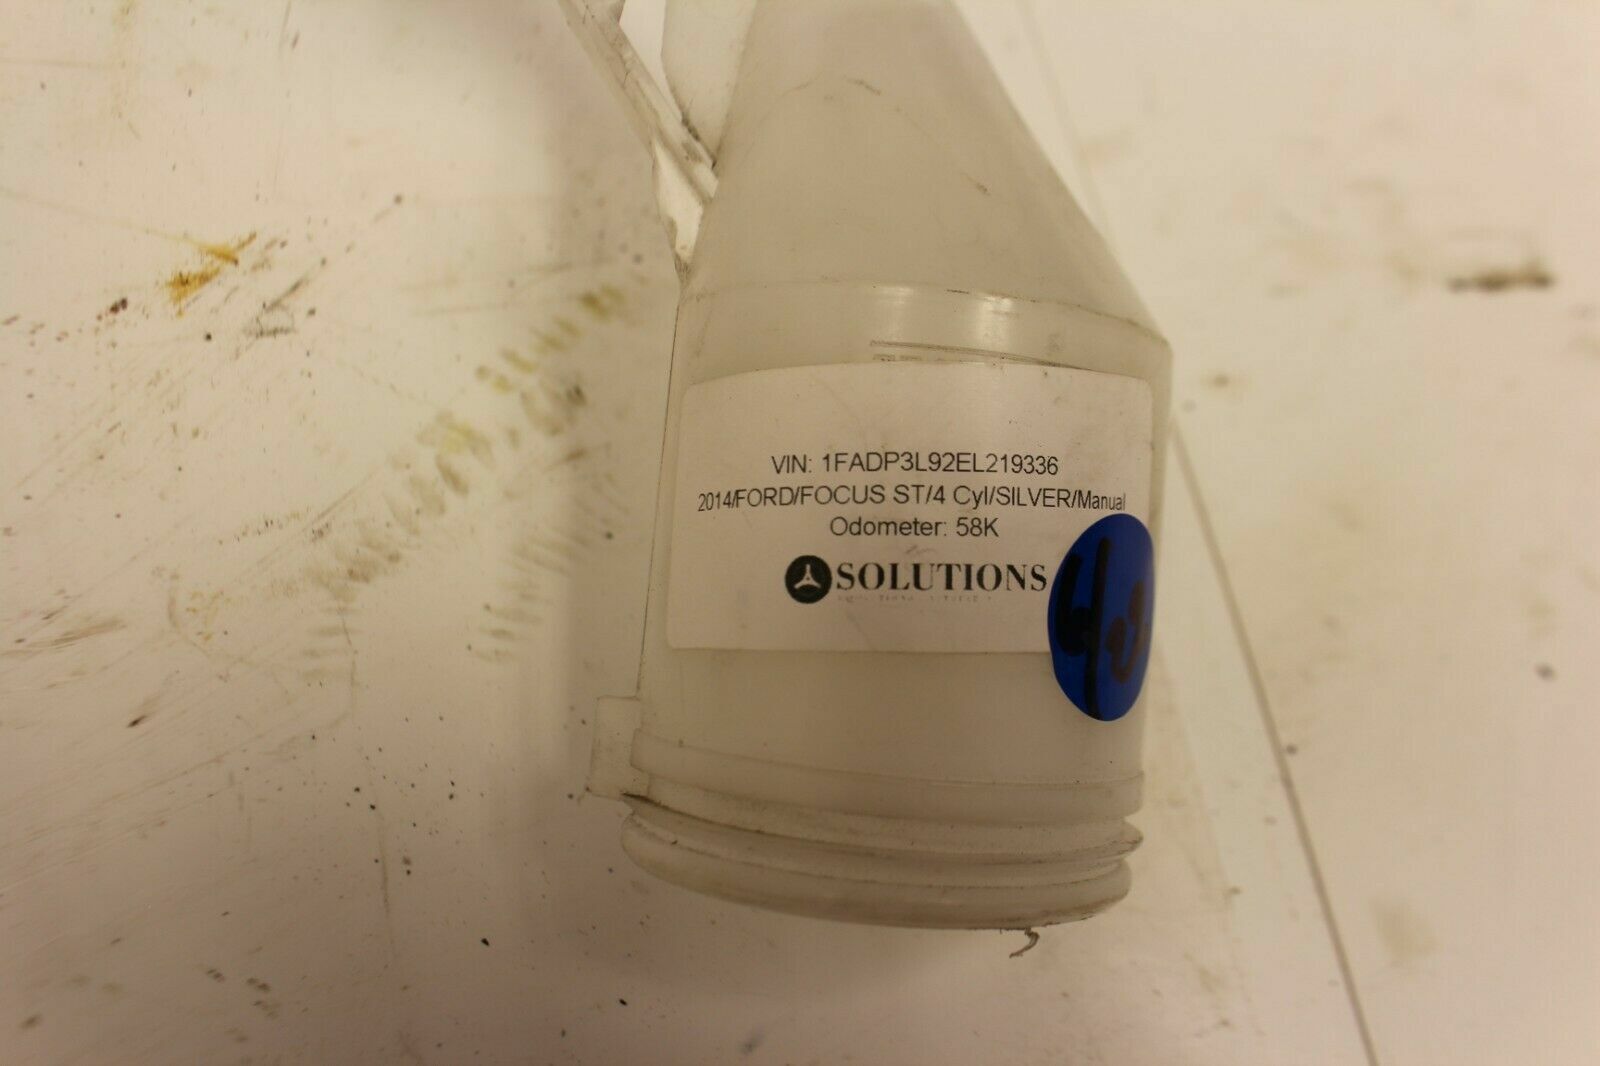 VIN: 1FADP3L92EL219336
2014/FORD/FOCUS ST/4 Cyl/SILVER/Manual
Odometer: 58K
SOLUTIONS